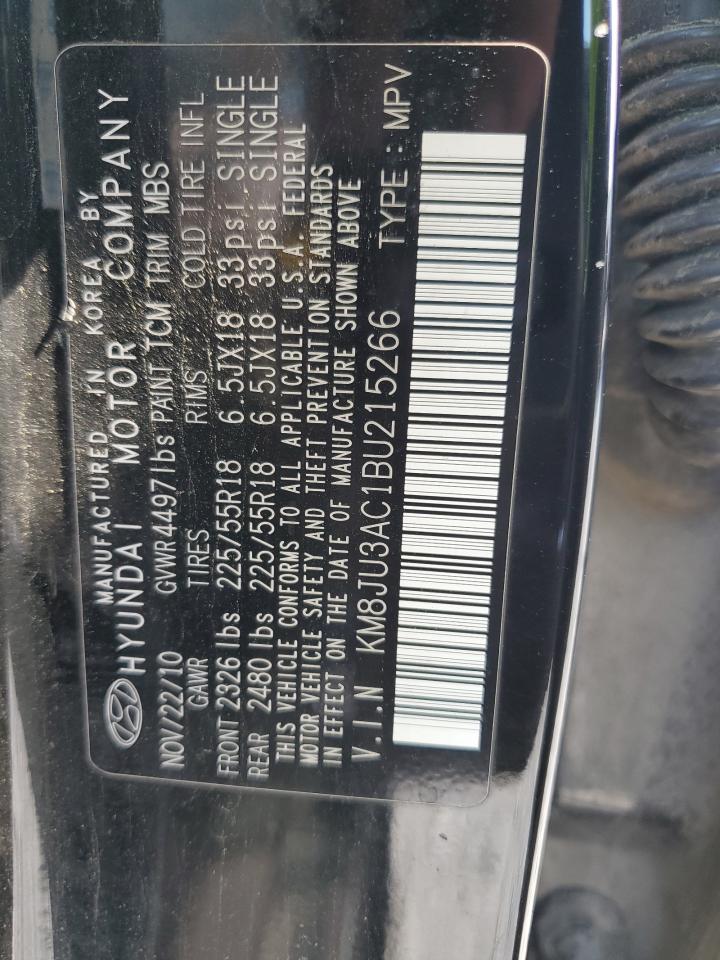 MANUFACTURED IN KOREA BY
HYUNDAI MOTOR COMPANY
NOV/22/10 GVWR4497lbs PAINT TCM TRIM MBS
GAWR TIRES RIMS COLD TIRE INFL
FRONT 2326 lbs 225/55R18 6.5JX18 33psi SINGLE
REAR 2480 lbs 225/55R18 6.5JX18 33psi SINGLE
THIS VEHICLE CONFORMS TO ALL APPLICABLE U.S.A. FEDERAL
MOTOR VEHICLE SAFETY AND THEFT PREVENTION STANDARDS
IN EFFECT ON THE DATE OF MANUFACTURE SHOWN ABOVE
V.I.N KM8JU3AC1BU215266 TYPE : MPV